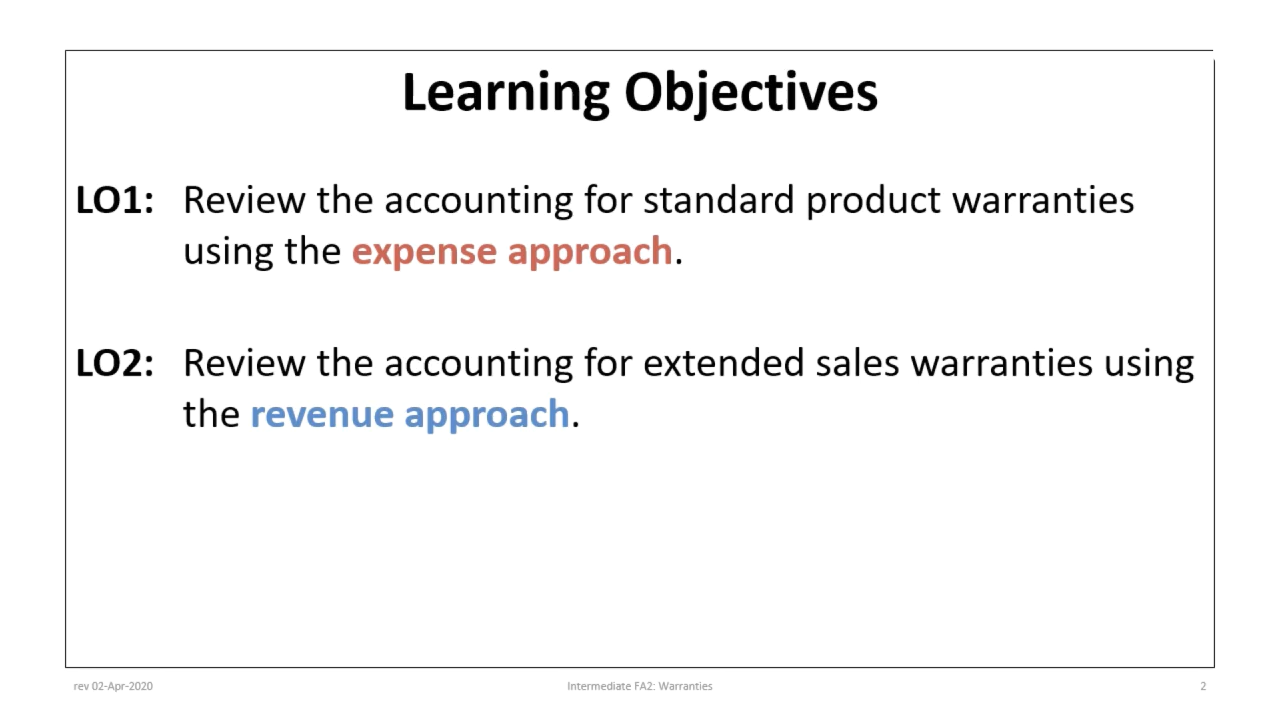 Learning Objectives
LO1: Review the accounting for standard product warranties
using the expense approach.
LO2: Review the accounting for extended sales warranties using
the revenue approach.
rev 02-Apr-2020 Intermediate FA2: Warranties 2